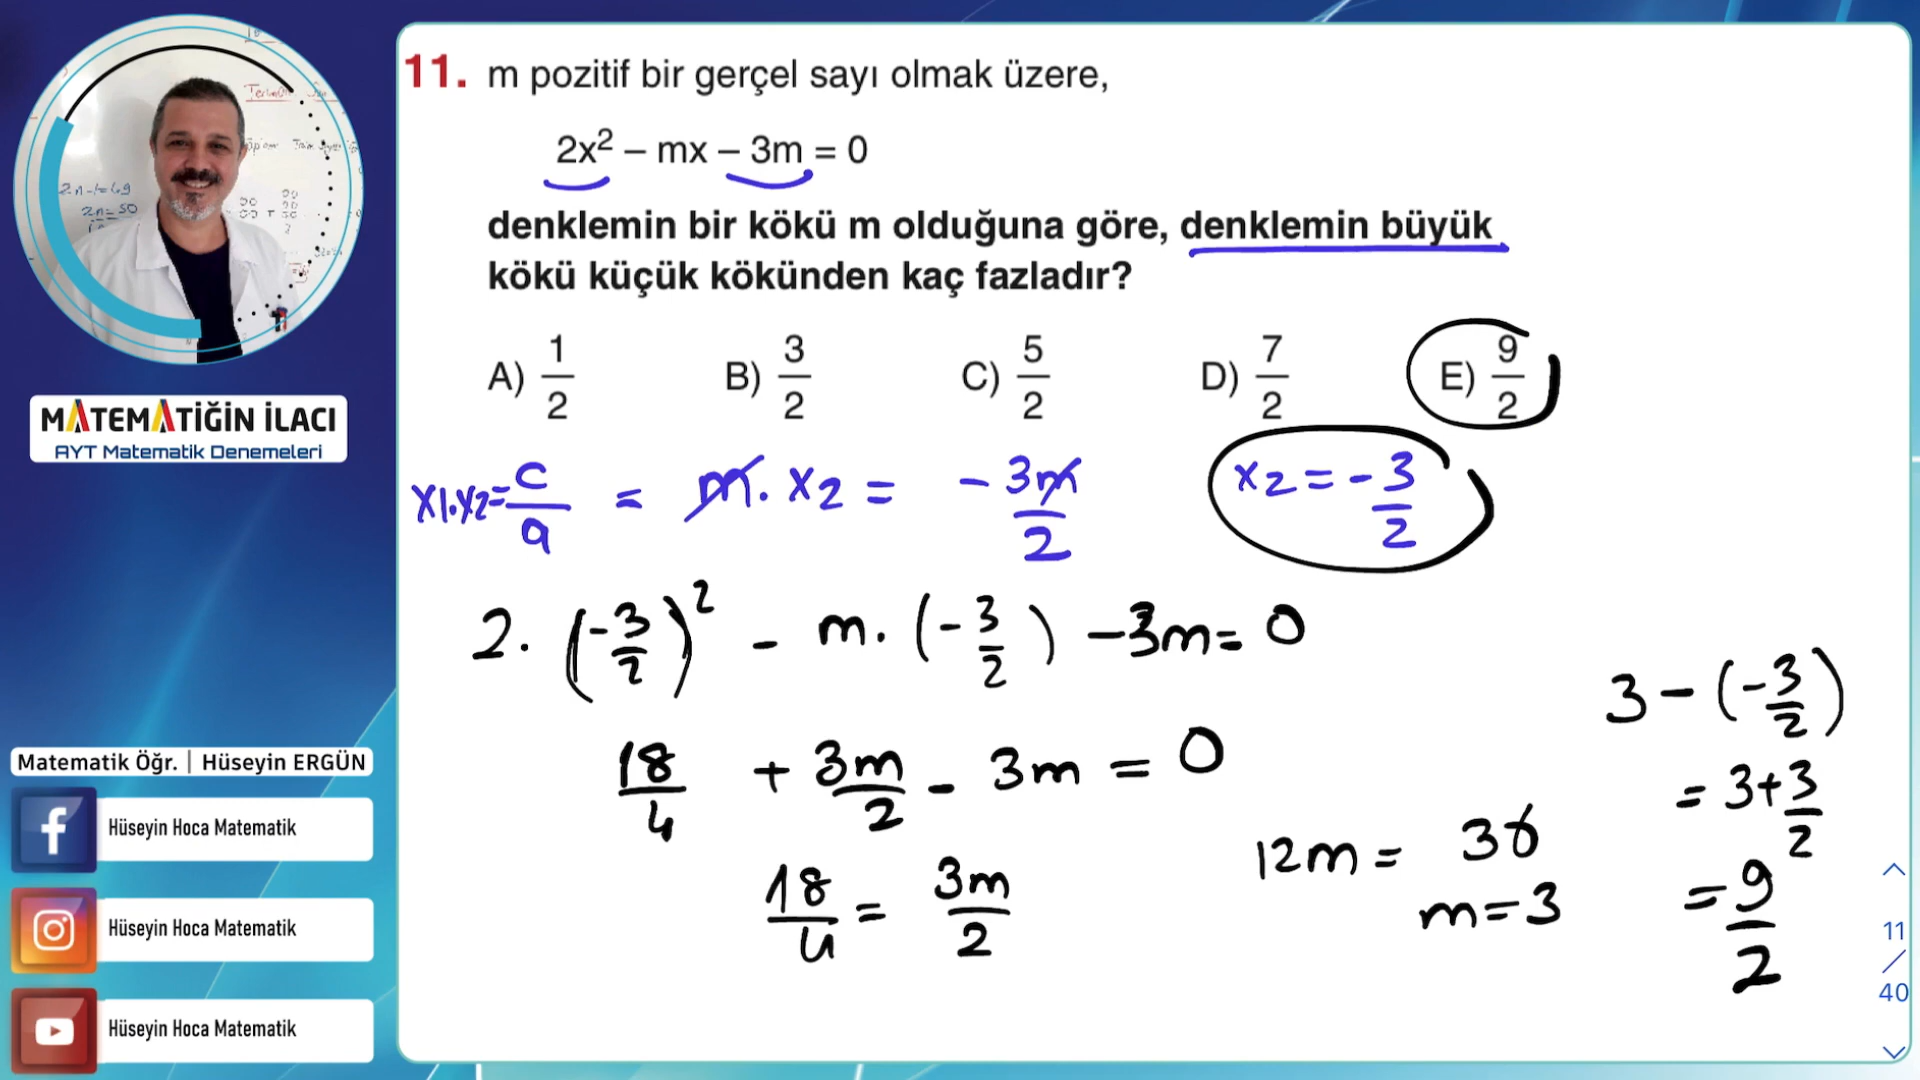 11. m pozitif bir gerçel sayı olmak üzere,
2x² – mx – 3m = 0
denklemin bir kökü m olduğuna göre, denklemin büyük
kökü küçük kökünden kaç fazladır?
A) 1/2 B) 3/2 C) 5/2 D) 7/2 E) 9/2
x1.x2 = c/a = m . x2 = - 3m/2 x2 = - 3/2
2. (-3/2)² - m. (-3/2) - 3m = 0
18/4 + 3m/2 - 3m = 0
18/4 = 3m/2
12m = 36
m = 3
3 - (-3/2)
= 3 + 3/2
= 9/2
MATEMATİĞİN İLACI
AYT Matematik Denemeleri
Matematik Öğr. | Hüseyin ERGÜN
Hüseyin Hoca Matematik
Hüseyin Hoca Matematik
Hüseyin Hoca Matematik
11
/
40
2n=50